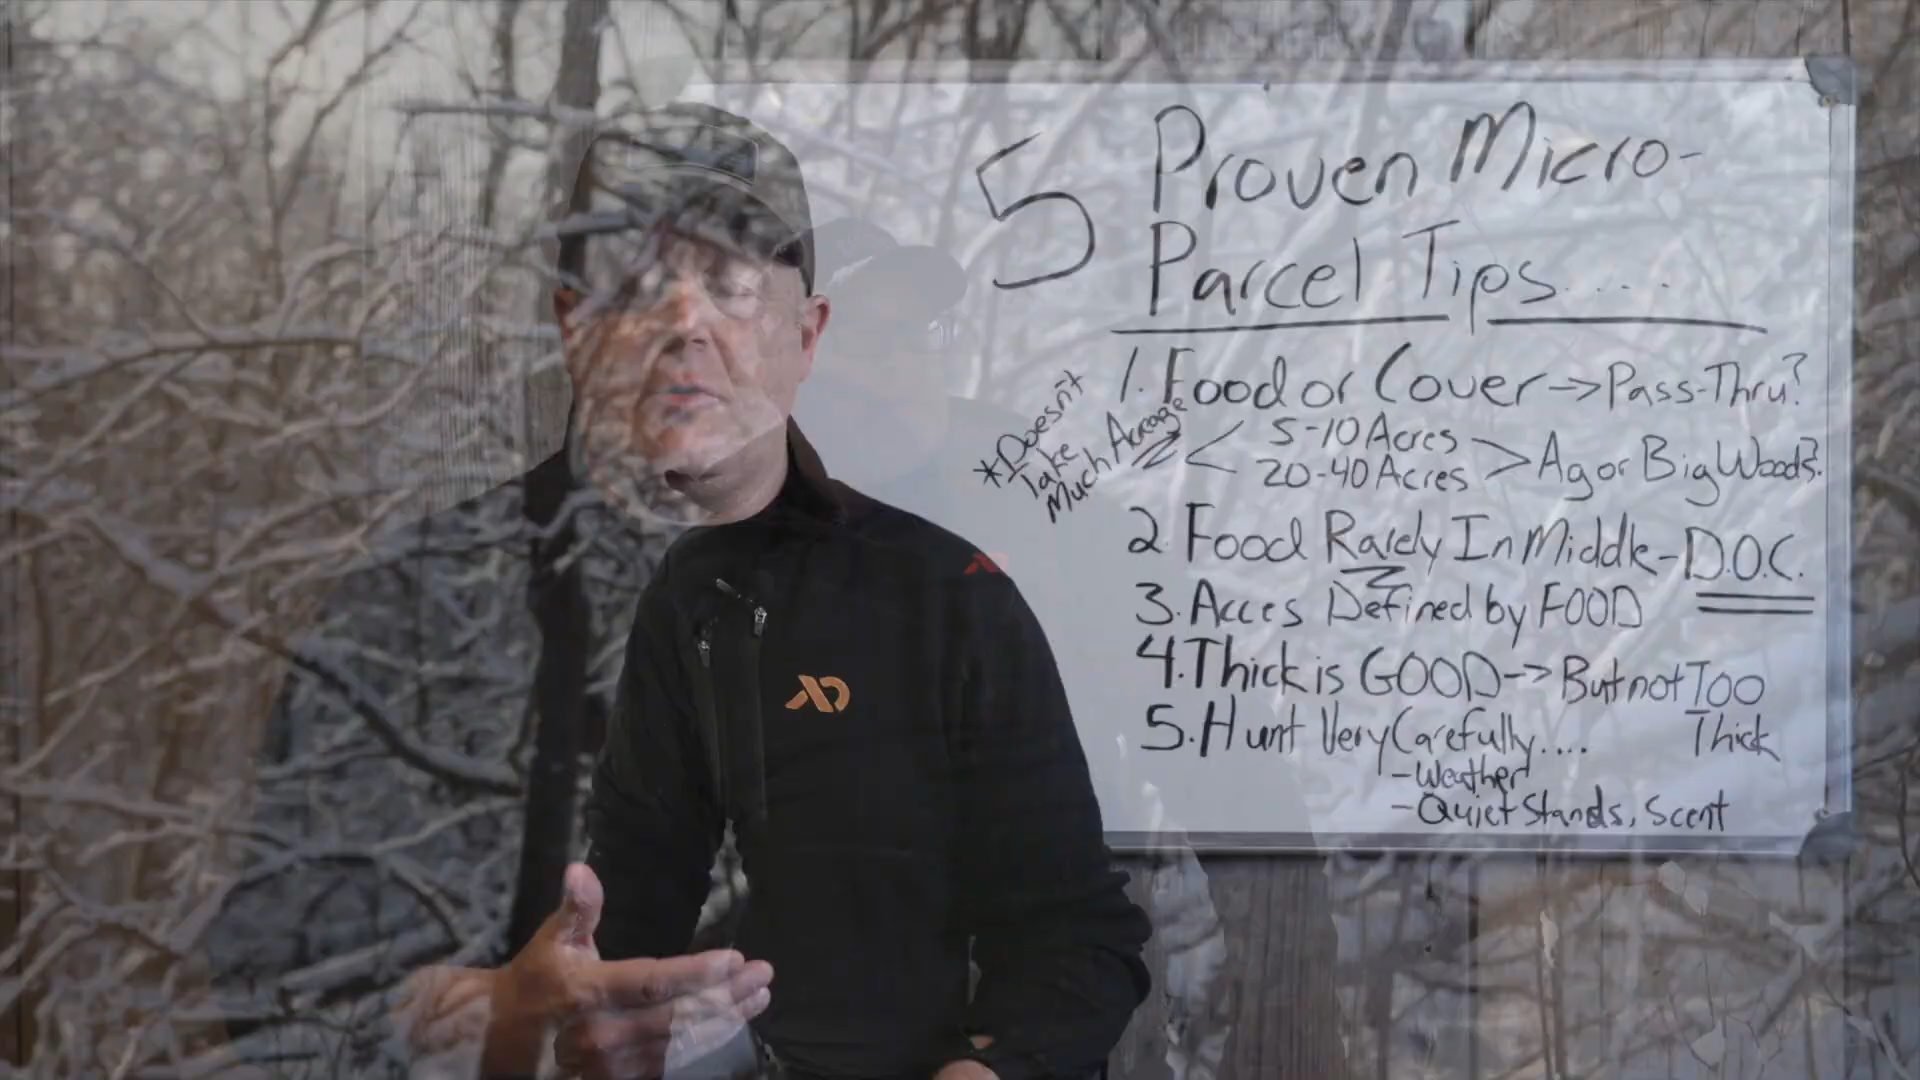 5 Proven Micro-
Parcel Tips....
1. Food or Cover -> Pass-Thru?
*Doesn't
Take
Much Acreage
< 5-10 Acres
20-40 Acres > Ag or Big Woods?
2. Food Rarely In Middle - D.O.C.
3. Acces Defined by FOOD
4. Thick is GOOD -> But not Too
Thick
5. Hunt Very Carefully....
- Weather
- Quiet Stands, Scent